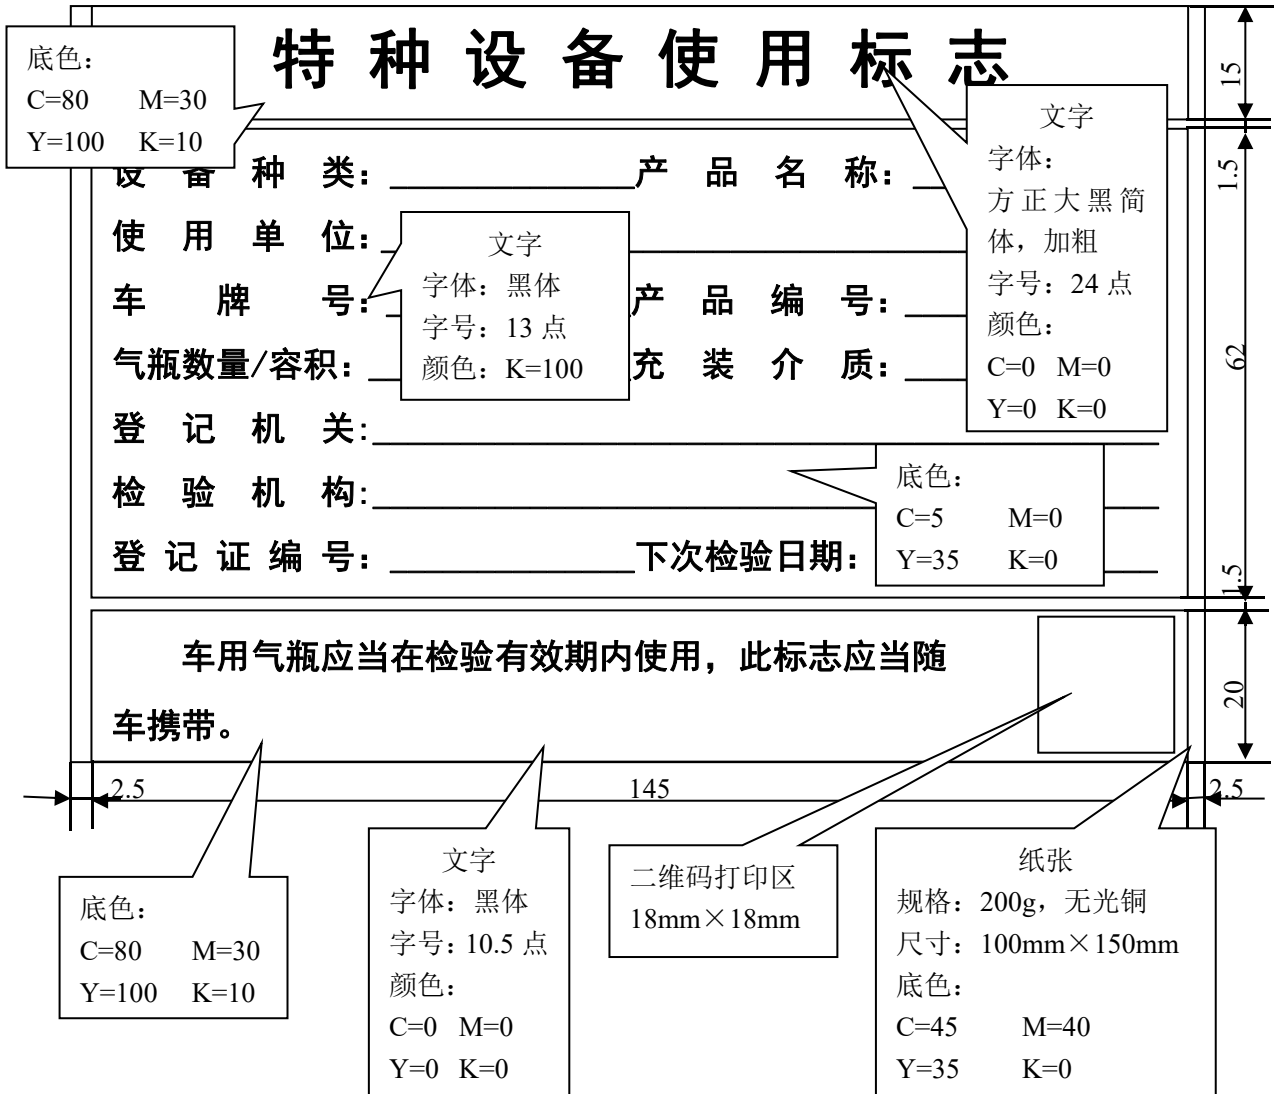 特种设备使用标志
底色：
C=80 M=30
Y=100 K=10
15
1.5
文字
字体：
方正大黑简
体，加粗
字号：24 点
颜色：
C=0 M=0
Y=0 K=0
设备种类：产品名称：
使用单位：
车牌号：产品编号：
气瓶数量/容积：充装介质：
登记机关：
检验机构：
登记证编号：下次检验日期：
文字
字体：黑体
字号：13 点
颜色：K=100
62
底色：
C=5 M=0
Y=35 K=0
1.5
车用气瓶应当在检验有效期内使用，此标志应当随
车携带。
20
2.5 145 2.5
底色：
C=80 M=30
Y=100 K=10
文字
字体：黑体
字号：10.5 点
颜色：
C=0 M=0
Y=0 K=0
二维码打印区
18mm×18mm
纸张
规格：200g，无光铜
尺寸：100mm×150mm
底色：
C=45 M=40
Y=35 K=0